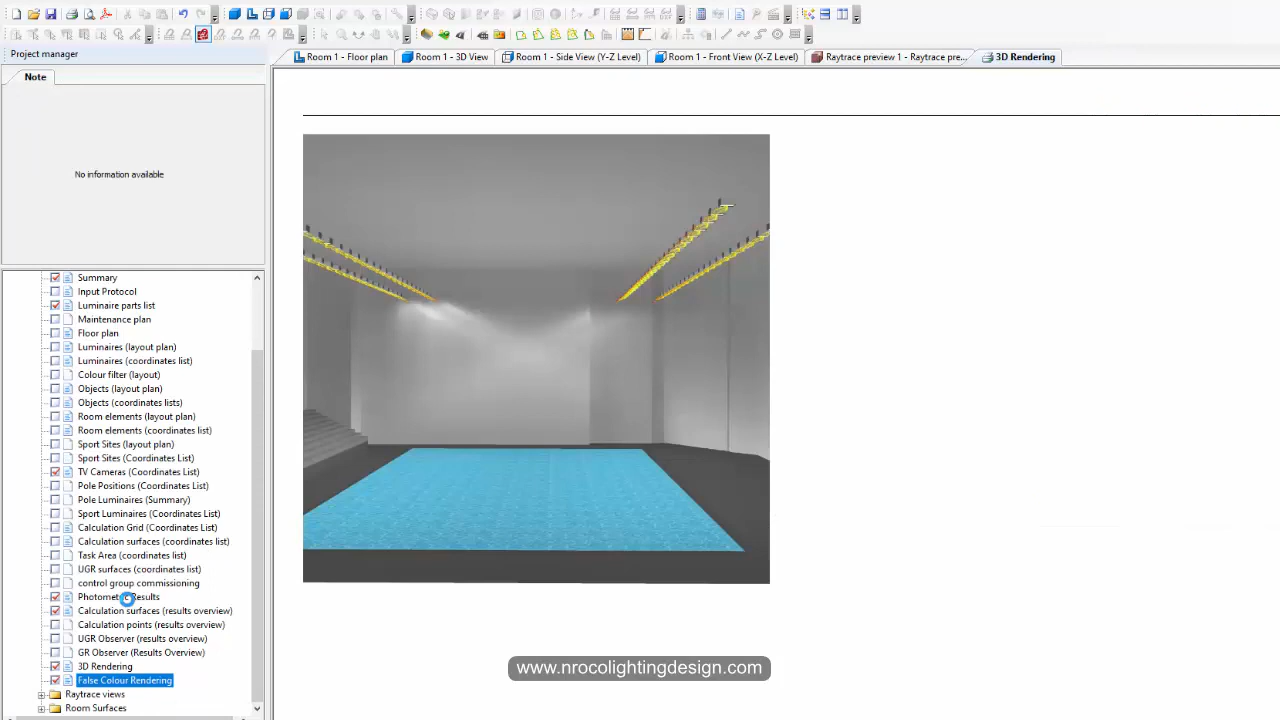 Project manager
Room 1 - Floor plan
Room 1 - 3D View
Room 1 - Side View (Y-Z Level)
Room 1 - Front View (X-Z Level)
Raytrace preview 1 - Raytrace pre...
3D Rendering
Note
No information available
Summary
Input Protocol
Luminaire parts list
Maintenance plan
Floor plan
Luminaires (layout plan)
Luminaires (coordinates list)
Colour filter (layout)
Objects (layout plan)
Objects (coordinates lists)
Room elements (layout plan)
Room elements (coordinates list)
Sport Sites (layout plan)
Sport Sites (Coordinates List)
TV Cameras (Coordinates List)
Pole Positions (Coordinates List)
Pole Luminaires (Summary)
Sport Luminaires (Coordinates List)
Calculation Grid (Coordinates List)
Calculation surfaces (coordinates list)
Task Area (coordinates list)
UGR surfaces (coordinates list)
control group commissioning
Photometric Results
Calculation surfaces (results overview)
Calculation points (results overview)
UGR Observer (results overview)
GR Observer (Results Overview)
3D Rendering
False Colour Rendering
Raytrace views
Room Surfaces
www.nrocolightingdesign.com